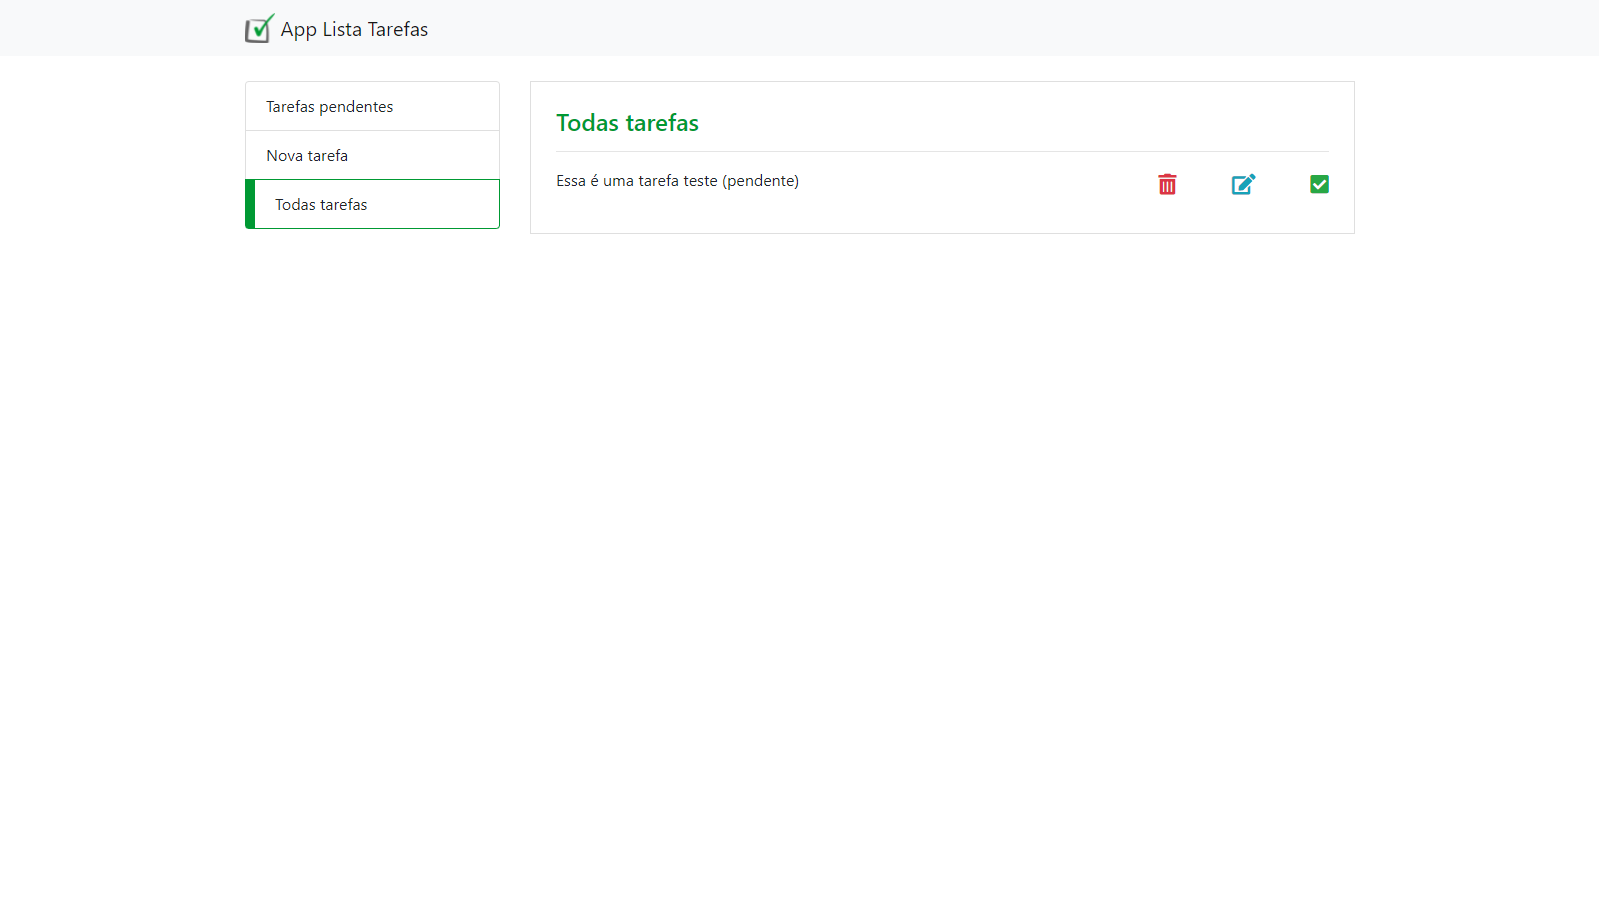 App Lista Tarefas
Tarefas pendentes
Nova tarefa
Todas tarefas
Todas tarefas
Essa é uma tarefa teste (pendente)